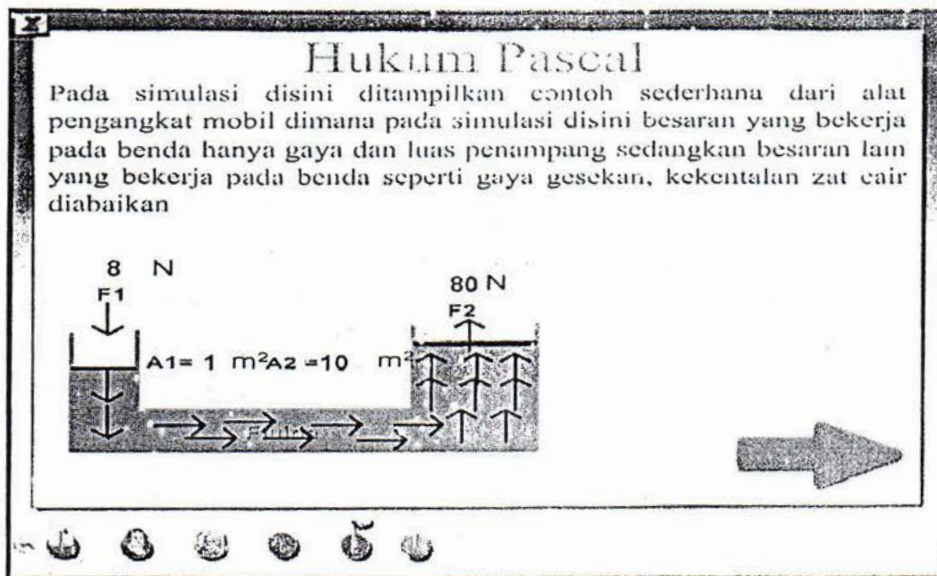 Hukum Pascal
Pada simulasi disini ditampilkan contoh sederhana dari alat
pengangkat mobil dimana pada simulasi disini besaran yang bekerja
pada benda hanya gaya dan luas penampang sedangkan besaran lain
yang bekerja pada benda seperti gaya gesekan, kekentalan zat cair
diabaikan
8 N
F1
80 N
F2
A1= 1 m² A2 =10 m²